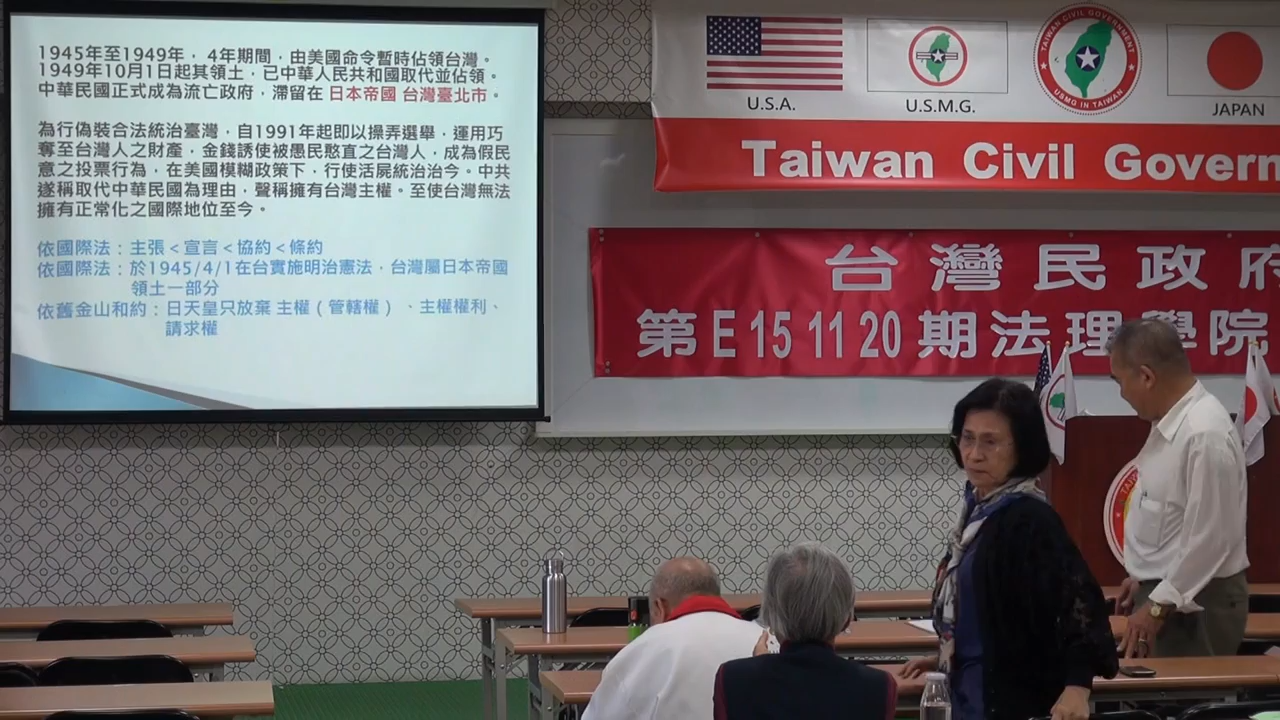 1945年至1949年， 4年期間，由美國命令暫時佔領台灣。
1949年10月1日起其領土，已中華人民共和國取代並佔領。
中華民國正式成為流亡政府，滯留在 日本帝國 台灣臺北市。
為行偽裝合法統治臺灣，自1991年起即以操弄選舉，運用巧
奪至台灣人之財產，金錢誘使被愚民憨直之台灣人，成為假民
意之投票行為，在美國模糊政策下，行使活屍統治治今。中共
遂稱取代中華民國為理由，聲稱擁有台灣主權。至使台灣無法
擁有正常化之國際地位至今。
依國際法：主張＜宣言＜協約＜條約
依國際法：於1945/4/1在台實施明治憲法，台灣屬日本帝國
領土一部分
依舊金山和約：日天皇只放棄 主權（管轄權）、主權權利、
請求權
U.S.A.
U.S.M.G.
TAIWAN CIVIL GOVERNMENT
USMG IN TAIWAN
JAPAN
Taiwan Civil Govern
台灣民政府
第E 15 11 20 期法理學院